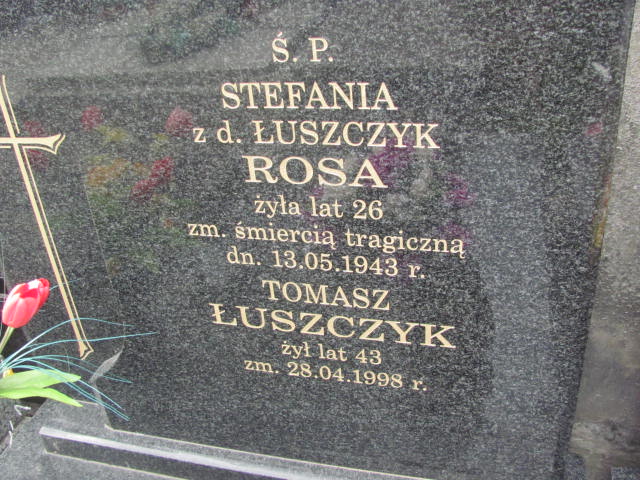 Ś. P.
STEFANIA
z d. ŁUSZCZYK
ROSA
żyła lat 26
zm. śmiercią tragiczną
dn. 13.05.1943 r.
TOMASZ
ŁUSZCZYK
żył lat 43
zm. 28.04.1998 r.